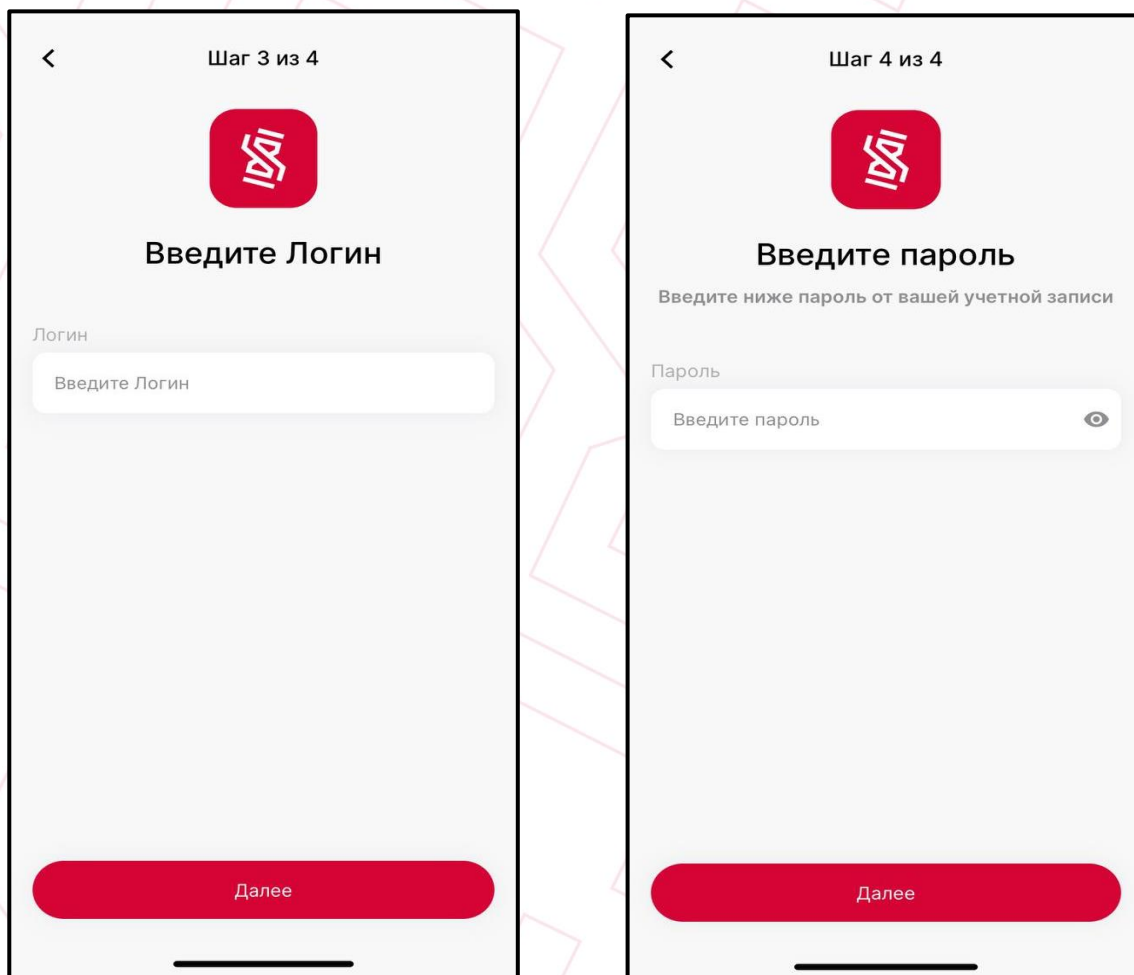 Шаг 3 из 4
Введите Логин
Логин
Введите Логин
Далее
Шаг 4 из 4
Введите пароль
Введите ниже пароль от вашей учетной записи
Пароль
Введите пароль
Далее